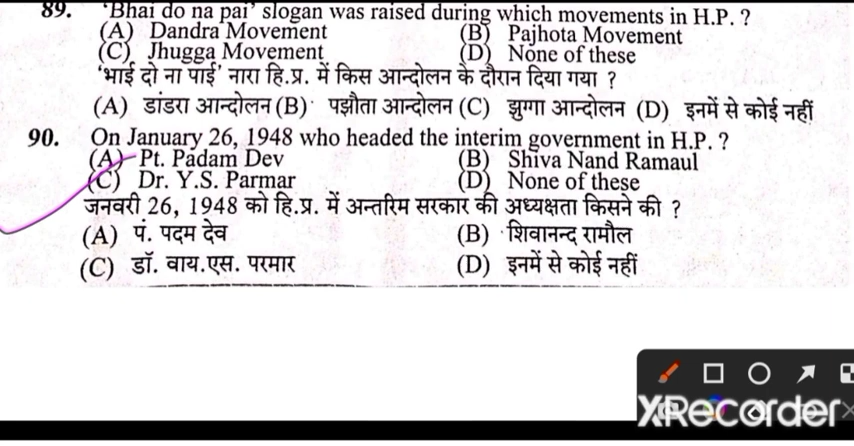 89. 'Bhai do na pai' slogan was raised during which movements in H.P. ?
(A) Dandra Movement (B) Pajhota Movement
(C) Jhugga Movement (D) None of these
'भाई दो ना पाई' नारा हि.प्र. में किस आन्दोलन के दौरान दिया गया ?
(A) डांडरा आन्दोलन (B) पझौता आन्दोलन (C) झुग्गा आन्दोलन (D) इनमें से कोई नहीं
90. On January 26, 1948 who headed the interim government in H.P. ?
(A) Pt. Padam Dev (B) Shiva Nand Ramaul
(C) Dr. Y.S. Parmar (D) None of these
जनवरी 26, 1948 को हि.प्र. में अन्तरिम सरकार की अध्यक्षता किसने की ?
(A) पं. पदम देव (B) शिवानन्द रामौल
(C) डॉ. वाय.एस. परमार (D) इनमें से कोई नहीं
XRecorder